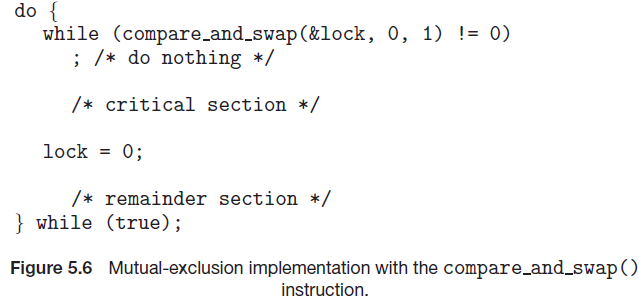 do {
while (compare_and_swap(&lock, 0, 1) != 0)
; /* do nothing */
/* critical section */
lock = 0;
/* remainder section */
} while (true);
Figure 5.6 Mutual-exclusion implementation with the compare_and_swap()
instruction.